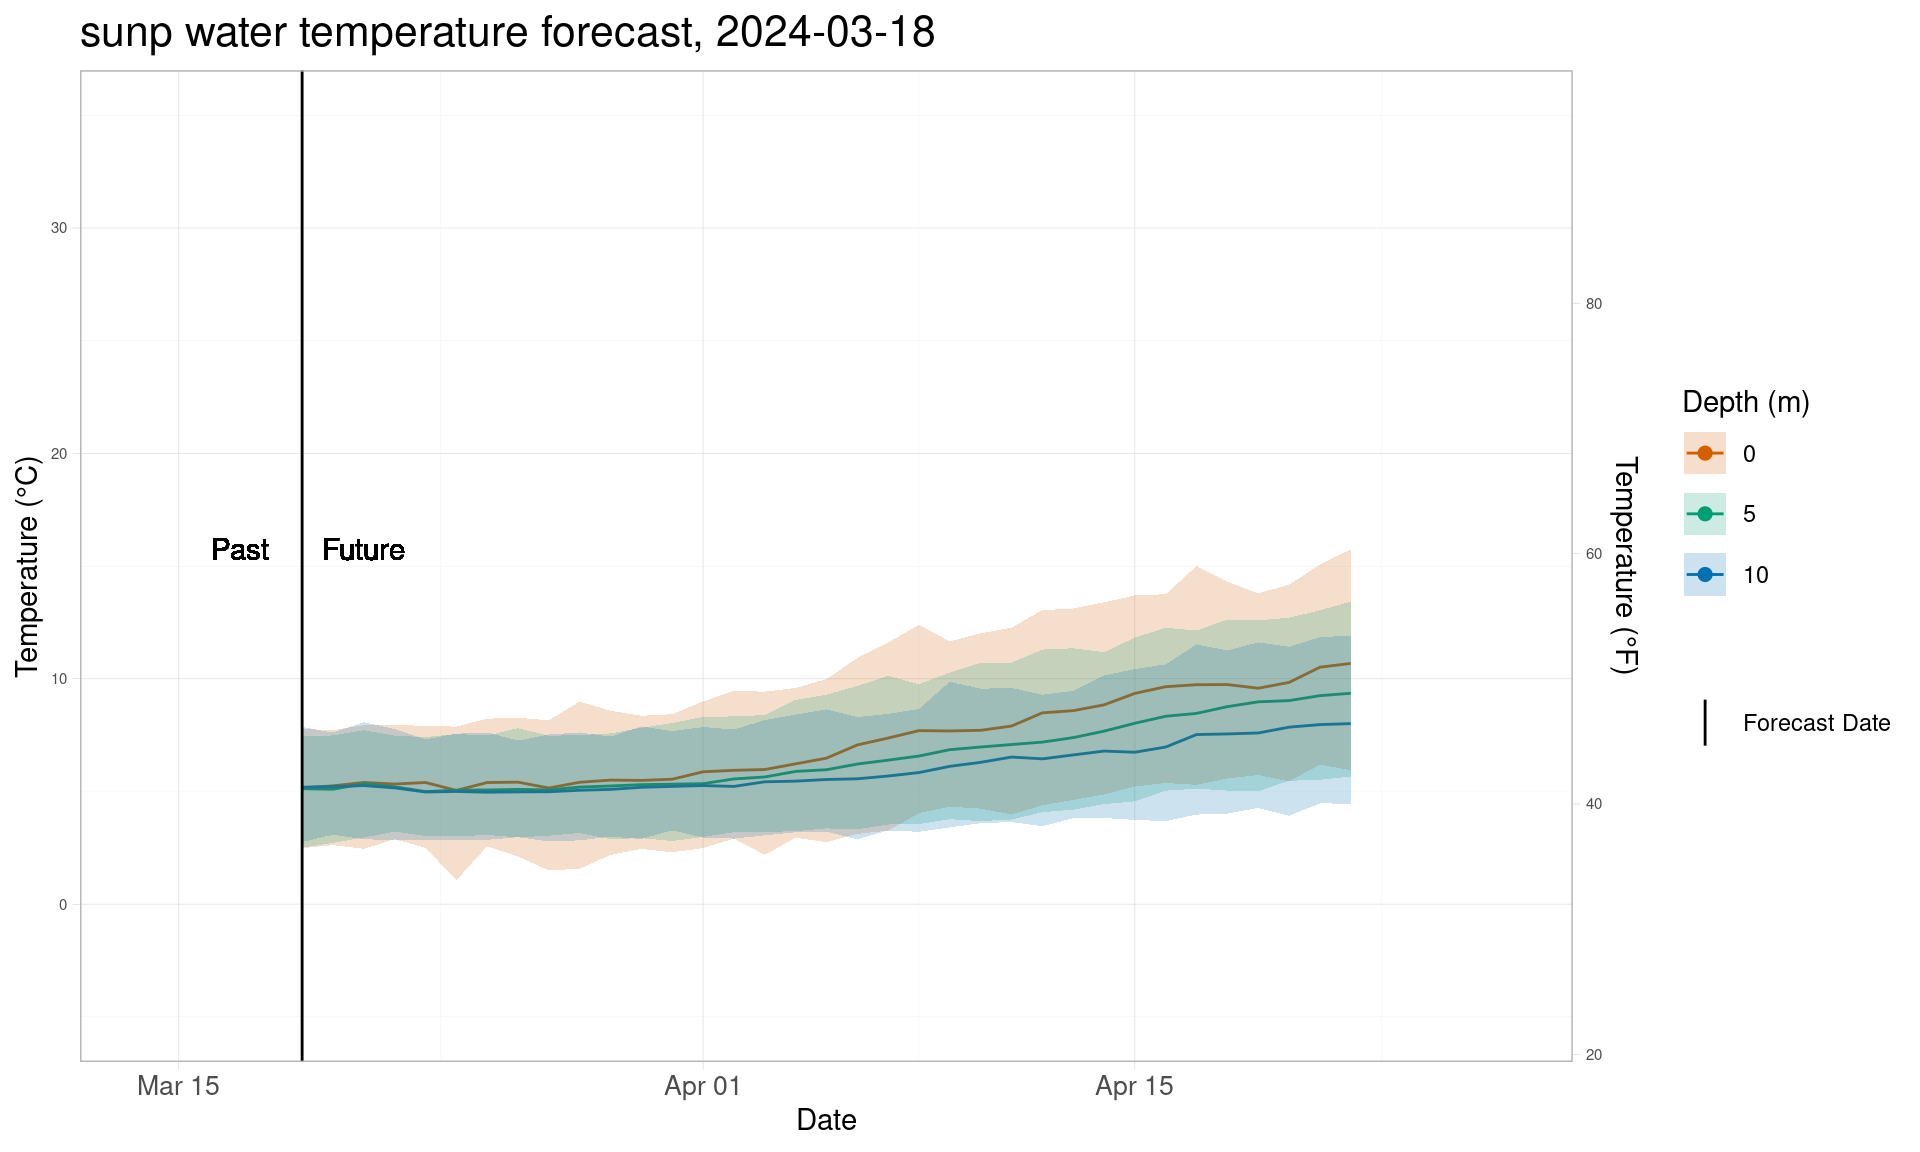 sunp water temperature forecast, 2024-03-18
Temperature (°C)
30
20
10
0
Past
Future
80
60
40
20
Temperature (°F)
Mar 15
Apr 01
Apr 15
Date
Depth (m)
0
5
10
Forecast Date